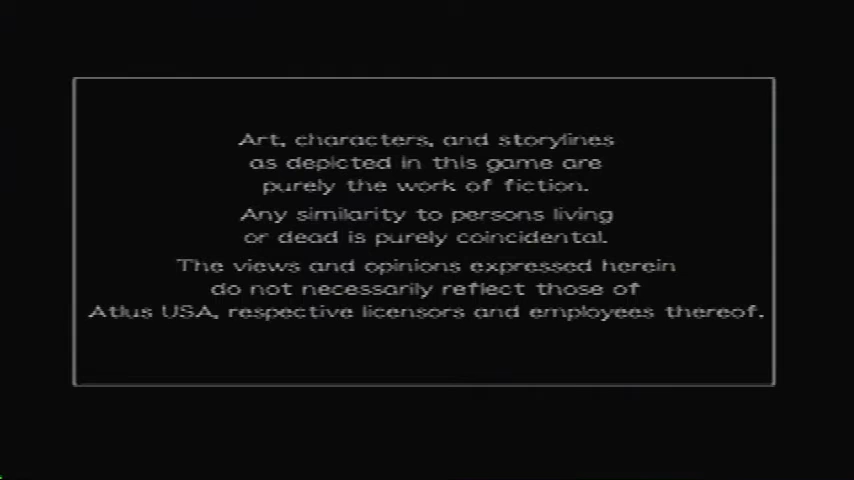 Art, characters, and storylines
as depicted in this game are
purely the work of fiction.
Any similarity to persons living
or dead is purely coincidental.
The views and opinions expressed herein
do not necessarily reflect those of
Atlus USA, respective licensors and employees thereof.